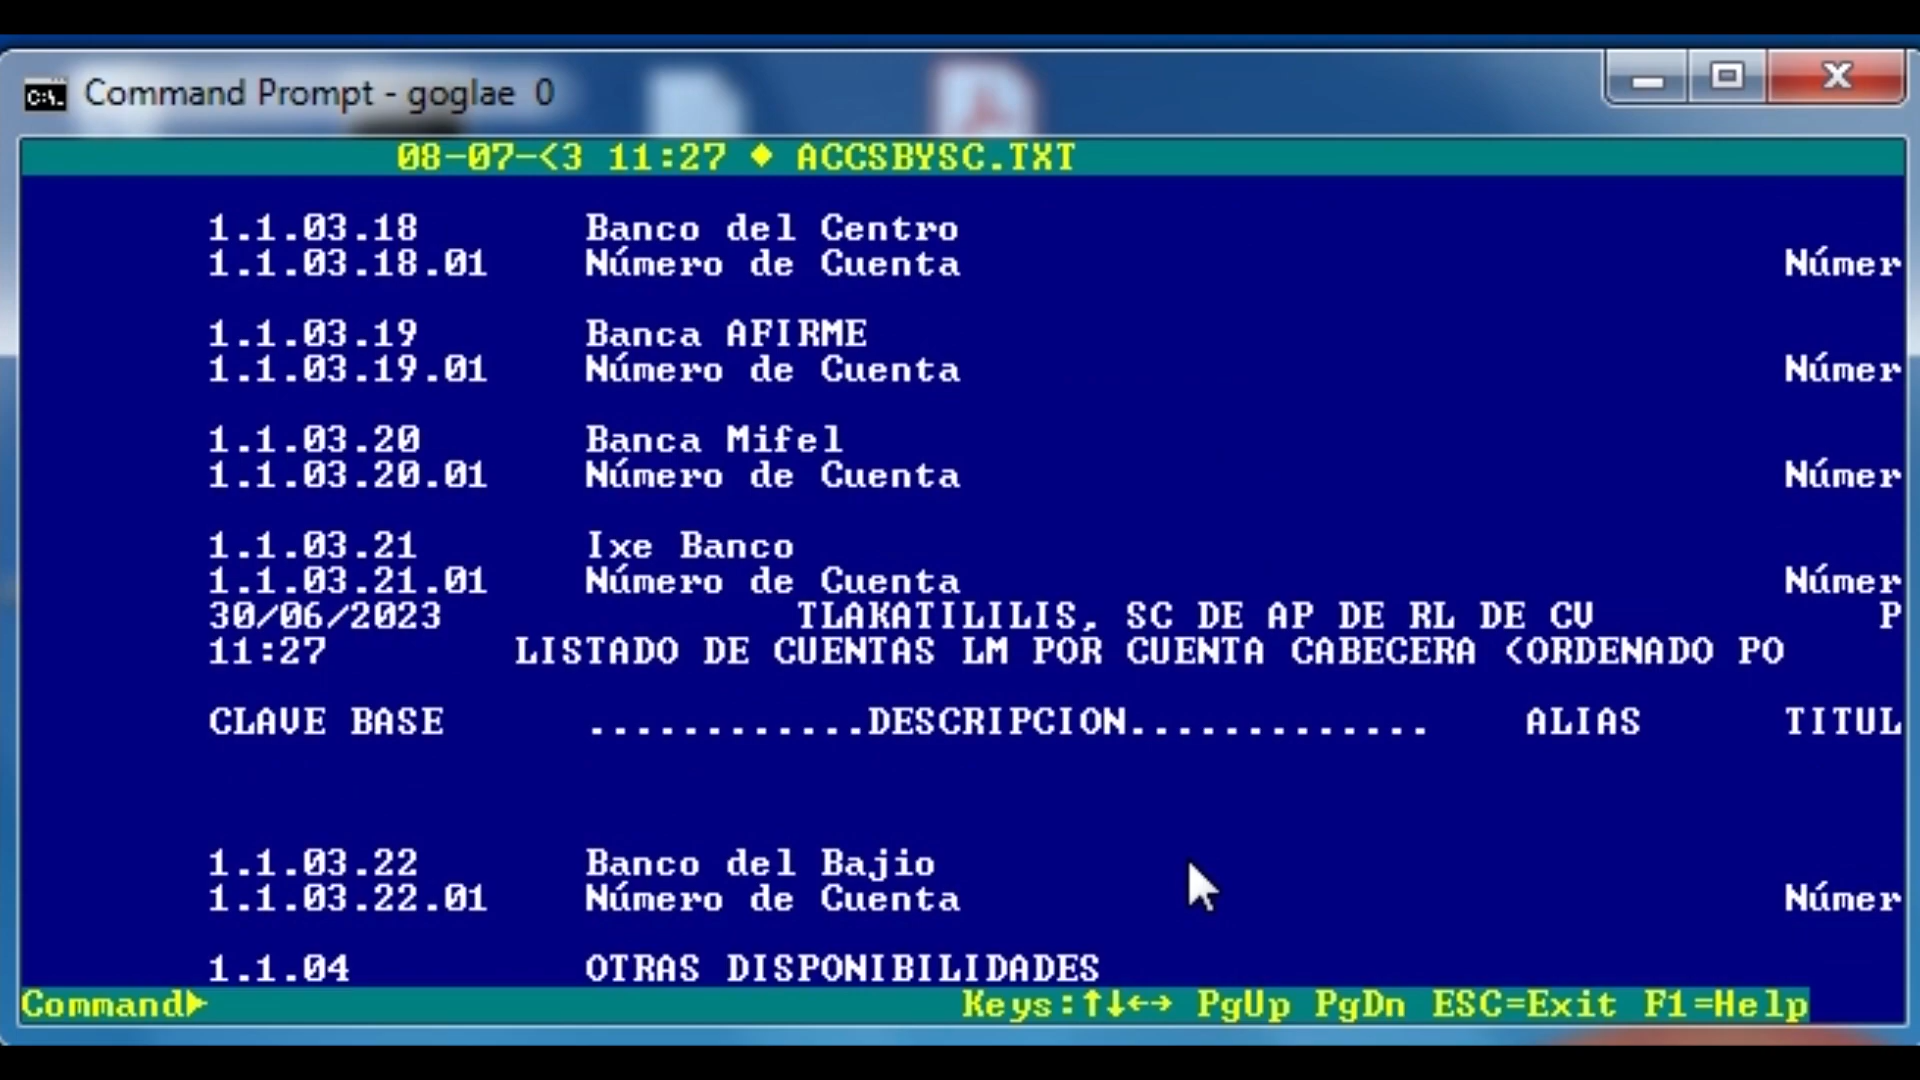 Command Prompt - goglae 0
08-07-<3 11:27 ♦ ACCSBYSC.TXT
1.1.03.18 Banco del Centro
1.1.03.18.01 Número de Cuenta Númer
1.1.03.19 Banca AFIRME
1.1.03.19.01 Número de Cuenta Númer
1.1.03.20 Banca Mifel
1.1.03.20.01 Número de Cuenta Númer
1.1.03.21 Ixe Banco
1.1.03.21.01 Número de Cuenta Númer
30/06/2023 TLAKATILILIS, SC DE AP DE RL DE CV P
11:27 LISTADO DE CUENTAS LM POR CUENTA CABECERA (ORDENADO PO
CLAVE BASE ............DESCRIPCION............. ALIAS TITUL
1.1.03.22 Banco del Bajio
1.1.03.22.01 Número de Cuenta Númer
1.1.04 OTRAS DISPONIBILIDADES
Command► Keys:↑↓←→ PgUp PgDn ESC=Exit F1=Help